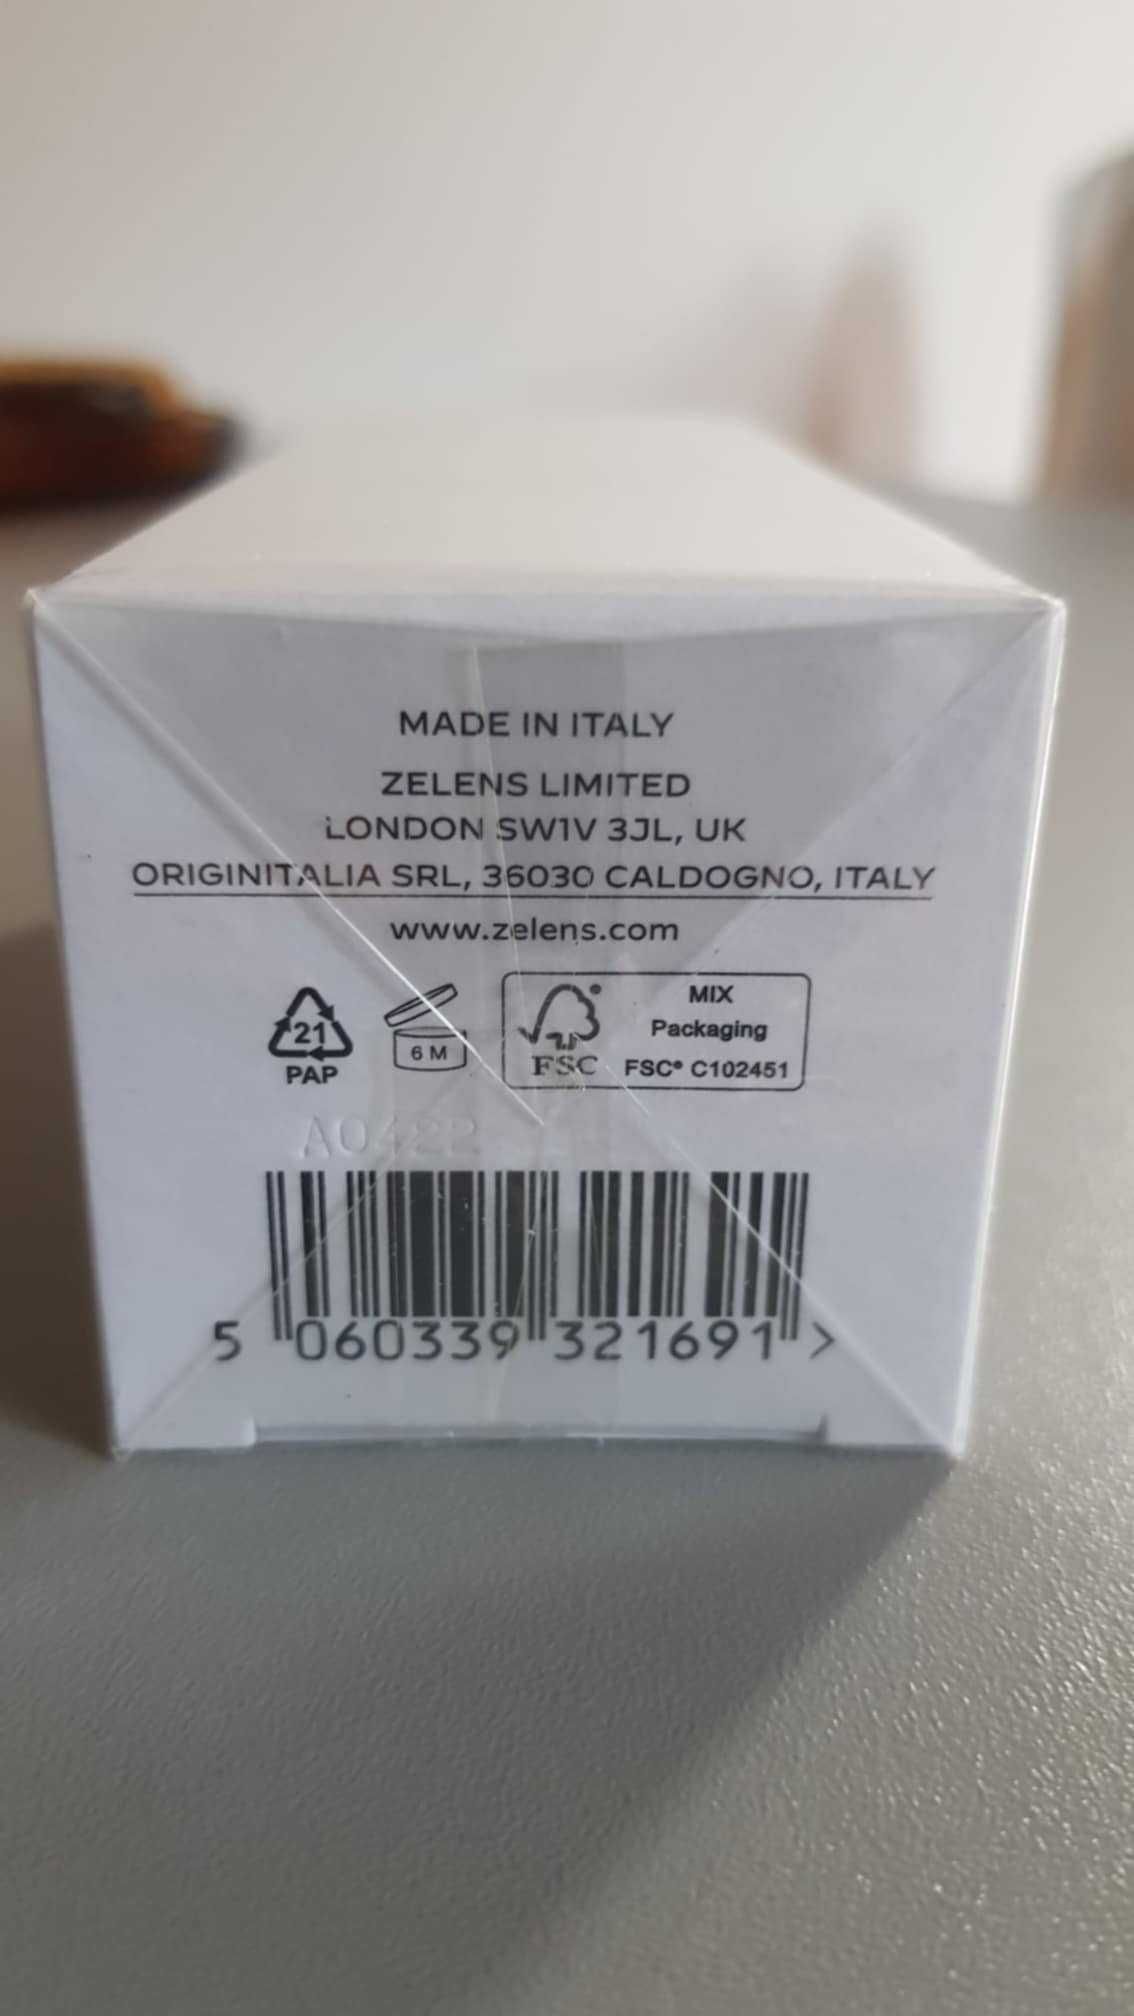 MADE IN ITALY
ZELENS LIMITED
LONDON SW1V 3JL, UK
ORIGINITALIA SRL, 36030 CALDOGNO, ITALY
www.zelens.com
21
PAP
6 M
FSC
MIX
Packaging
FSC® C102451
A0422
5 060339 321691 >